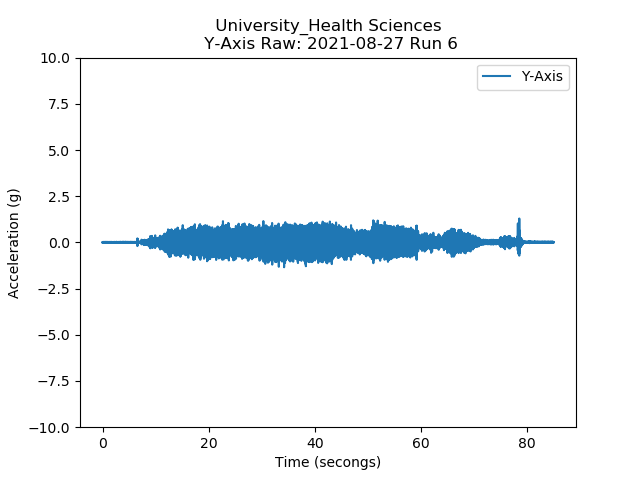 University_Health Sciences
Y-Axis Raw: 2021-08-27 Run 6
10.0
7.5
5.0
2.5
0.0
−2.5
−5.0
−7.5
−10.0
Acceleration (g)
Y-Axis
0 20 40 60 80
Time (secongs)